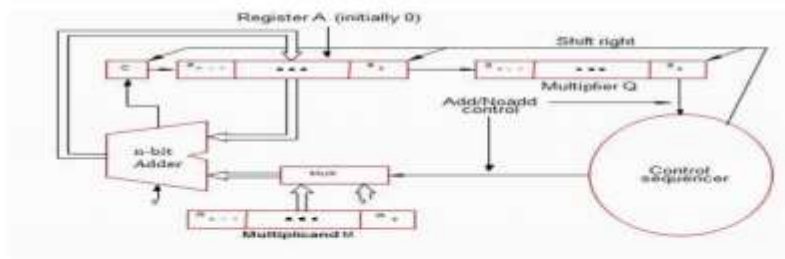 Register A (initially 0)
Shift right
C
Multiplier Q
Add/Noadd
control
n-bit
Adder
MUX
Control
sequencer
Multiplicand M